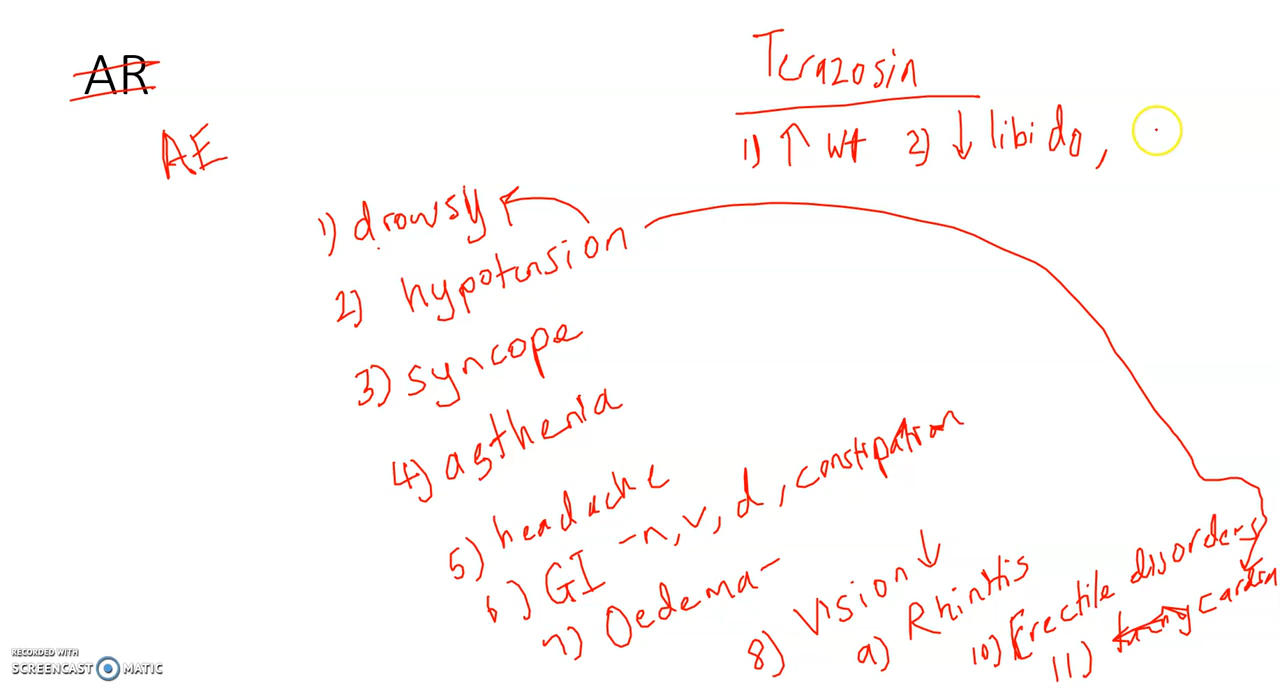 AR
Terazosin
AE
1) ↑ wt 2) ↓ libido,
1) drowsy
2) hypotension
3) syncope
4) asthenia
5) headache
6) GI - n, v, d, constipation
7) Oedema -
8) Vision ↓
9) Rhinitis
10) Erectile disorders
11) cardia
RECORDED WITH
SCREENCAST MATIC